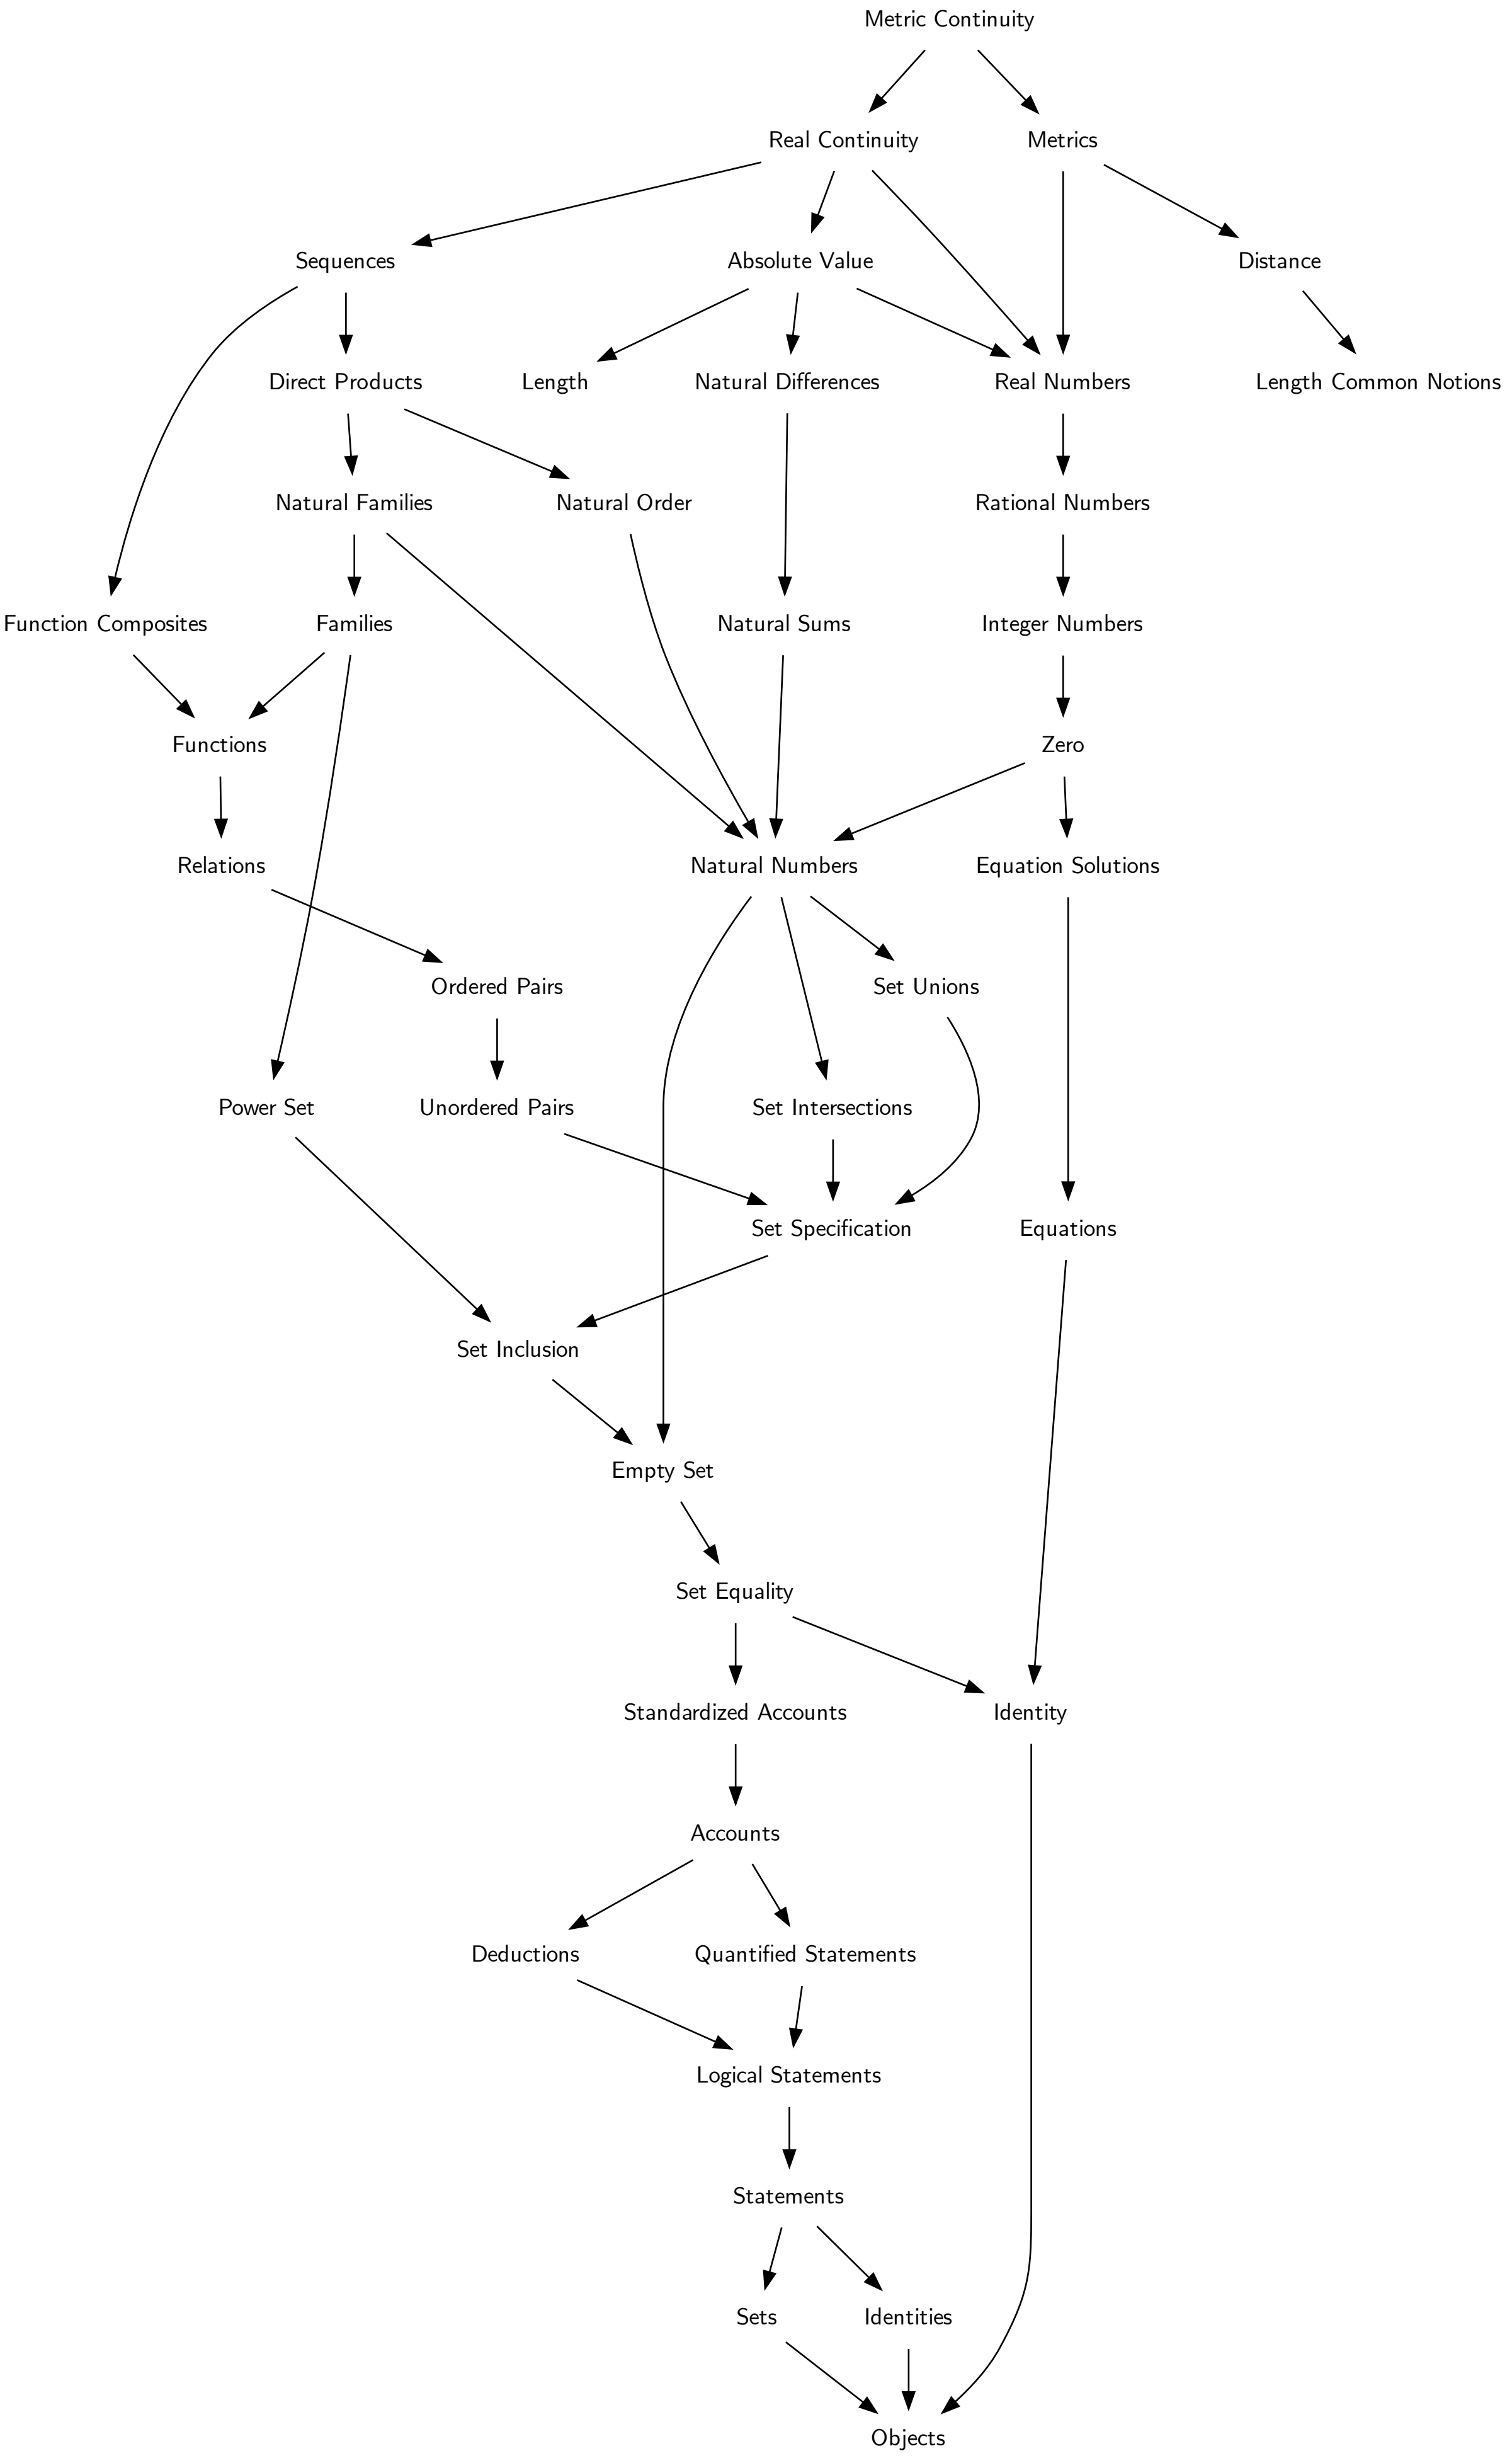 Metric Continuity
Real Continuity
Metrics
Sequences
Absolute Value
Distance
Direct Products
Length
Natural Differences
Real Numbers
Length Common Notions
Natural Families
Natural Order
Rational Numbers
Function Composites
Families
Natural Sums
Integer Numbers
Functions
Zero
Relations
Natural Numbers
Equation Solutions
Ordered Pairs
Set Unions
Power Set
Unordered Pairs
Set Intersections
Set Specification
Equations
Set Inclusion
Empty Set
Set Equality
Standardized Accounts
Identity
Accounts
Deductions
Quantified Statements
Logical Statements
Statements
Sets
Identities
Objects